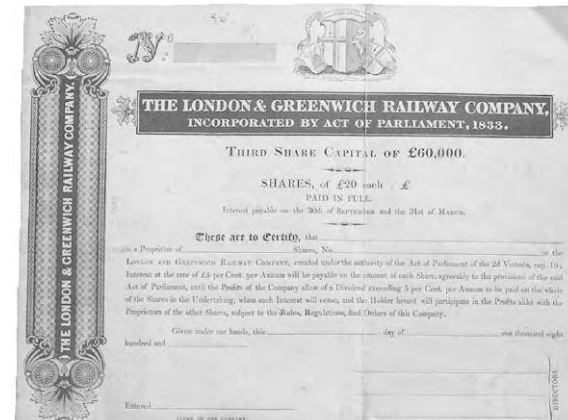 THE LONDON & GREENWICH RAILWAY COMPANY.
No.
THE LONDON & GREENWICH RAILWAY COMPANY,
INCORPORATED BY ACT OF PARLIAMENT, 1833.
THIRD SHARE CAPITAL OF £60,000.
SHARES, of £20 each . £
PAID IN FULL.
Interest payable on the 30th of SEPTEMBER and the 31st of MARCH.
These are to Certify, that
is a Proprietor of Shares, No. of the
LONDON AND GREENWICH RAILWAY COMPANY, created under the authority of the Act of Parliament of the 2d Victoria, cap. 19;
Interest at the rate of £5 per Cent. per Annum will be payable on the amount of each Share, agreeably to the provisions of the said
Act of Parliament, until the Profits of the Company allow of a Dividend exceeding 5 per Cent. per Annum to be paid on the whole
of the Shares in the Undertaking, when such Interest will cease, and the Holder hereof will participate in the Profits alike with the
Proprietors of the other Shares, subject to the Rules, Regulations, and Orders of this Company.
Given under our hands, this day of one thousand eight
hundred and
Entered
DIRECTORS